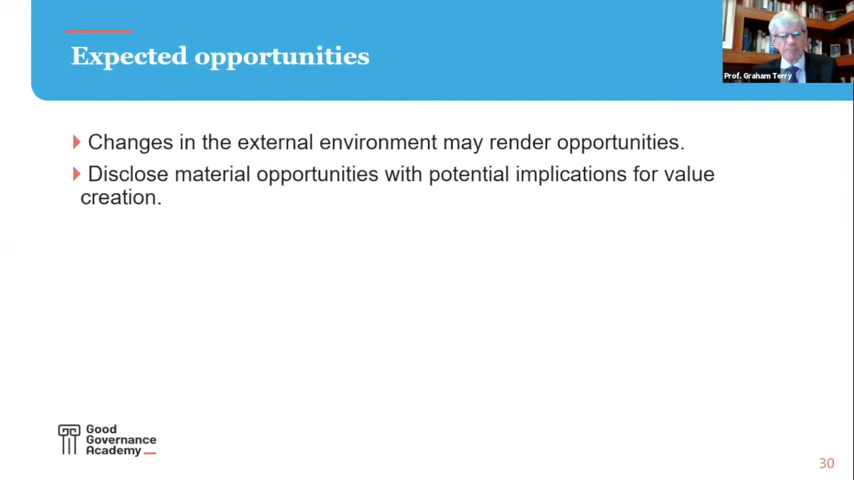 Expected opportunities
Prof. Graham Terry
Changes in the external environment may render opportunities.
Disclose material opportunities with potential implications for value
creation.
Good
Governance
Academy
30